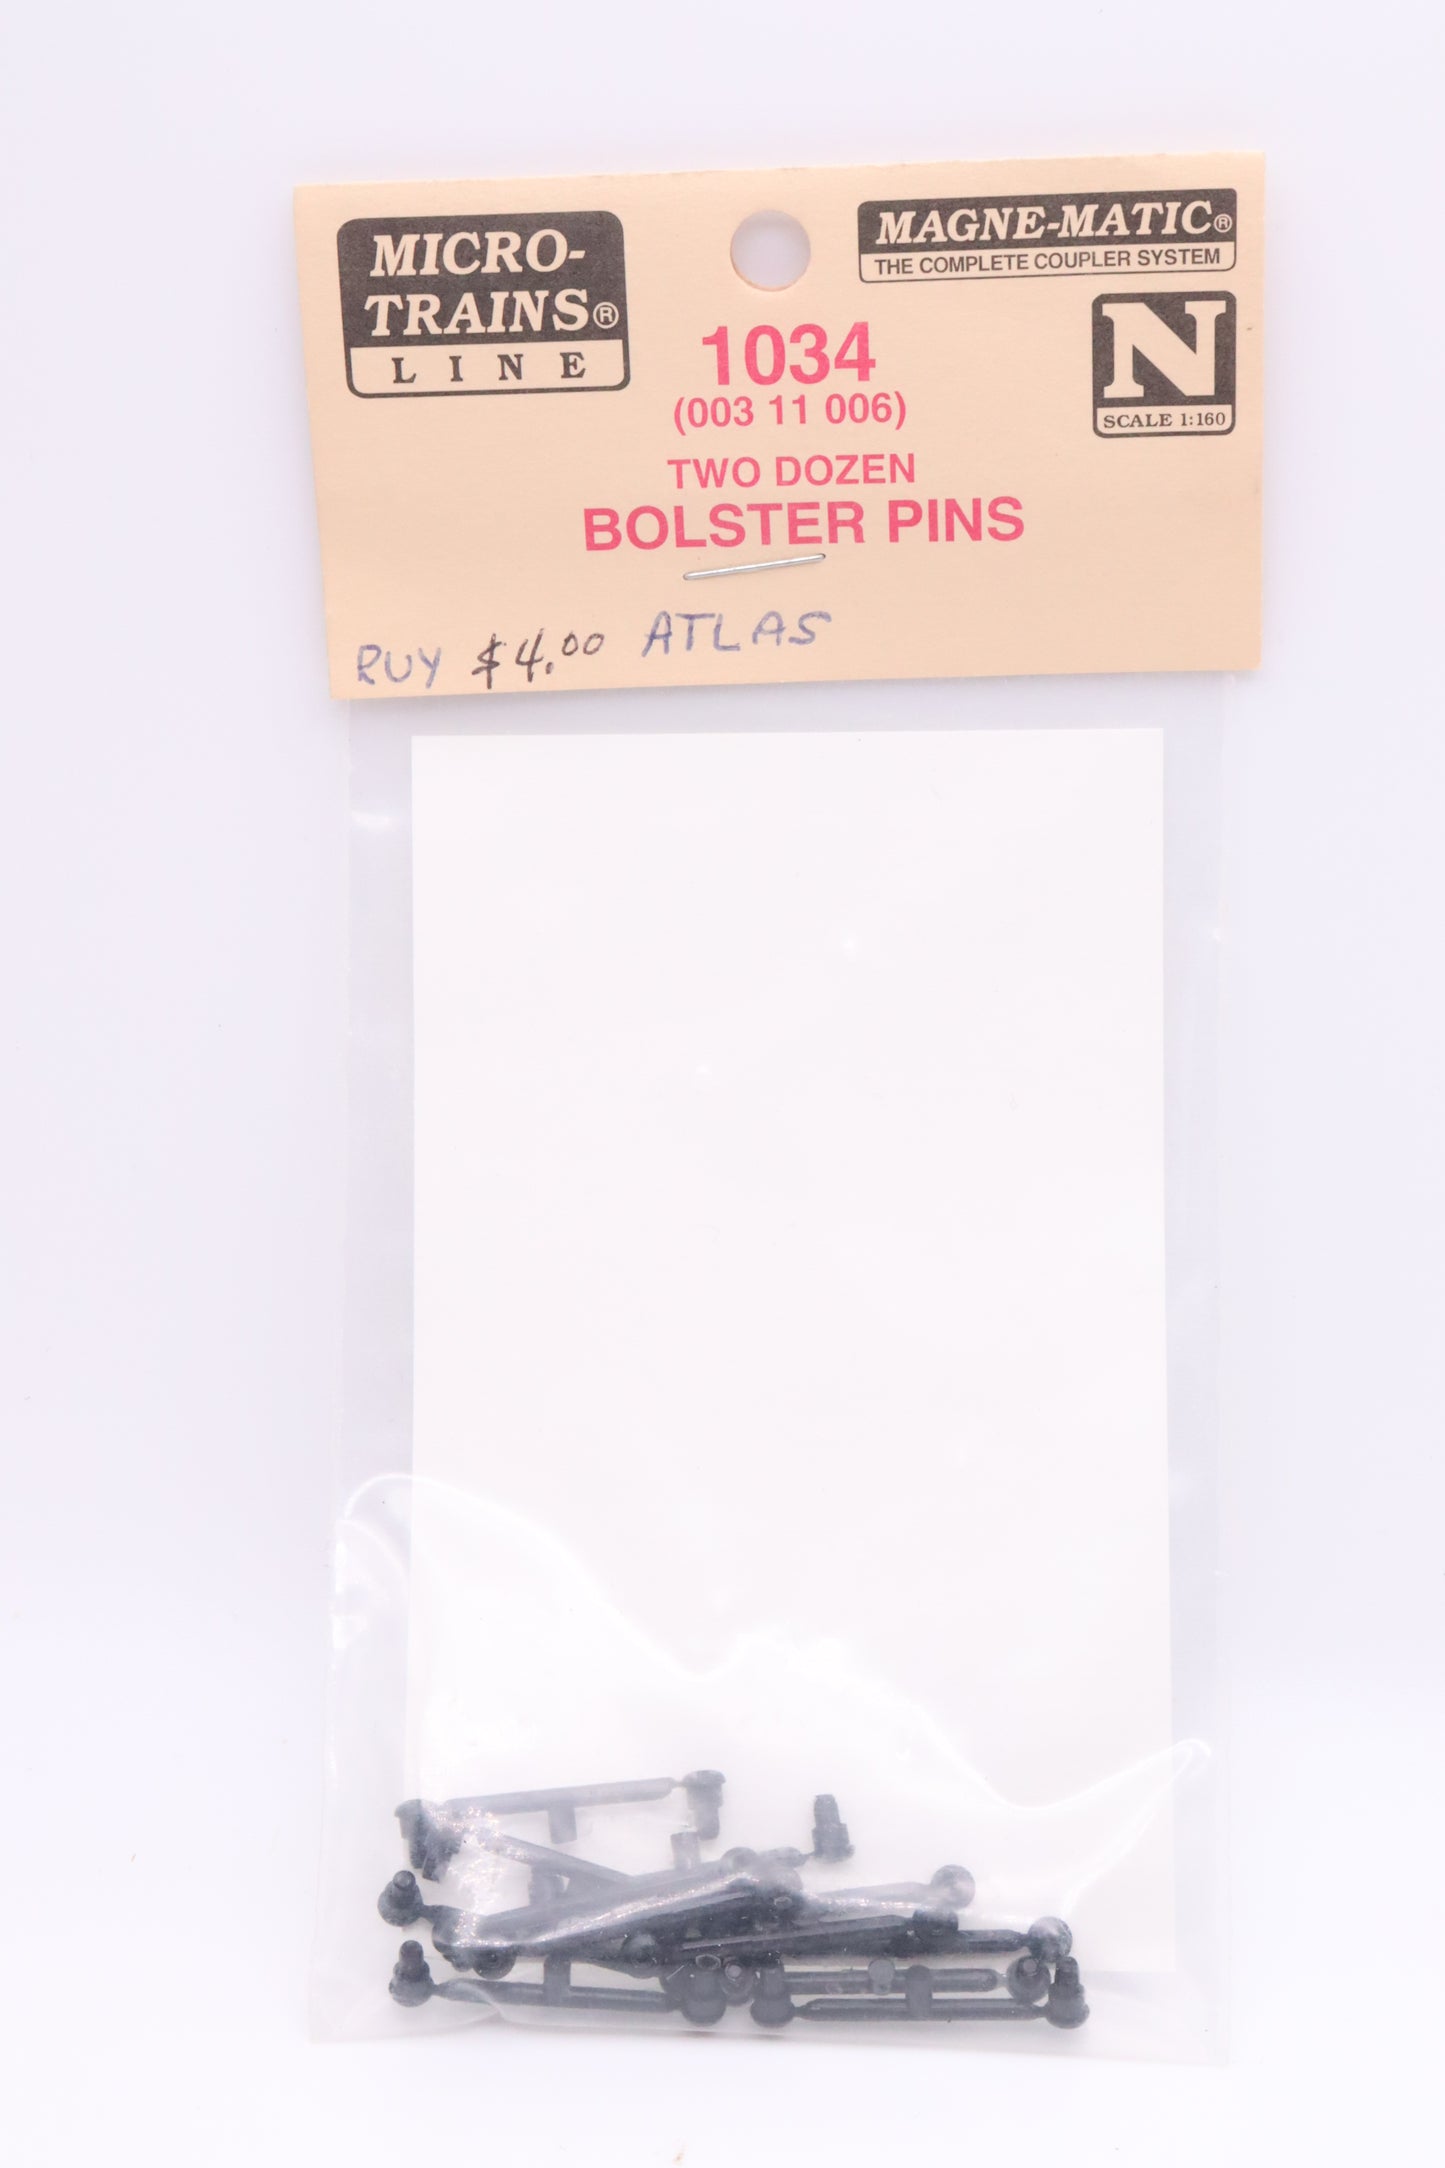 MICRO-
TRAINS®
LINE
MAGNE-MATIC®
THE COMPLETE COUPLER SYSTEM
N
SCALE 1:160
1034
(003 11 006)
TWO DOZEN
BOLSTER PINS
RUY $4.00 ATLAS